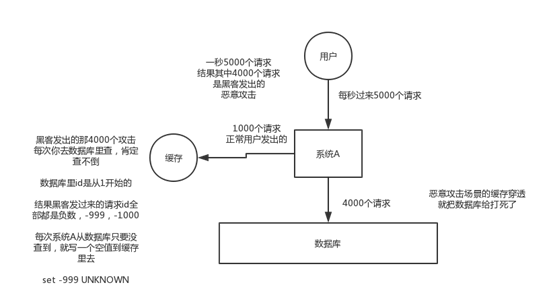 用户
一秒5000个请求
结果其中4000个请求
是黑客发出的
恶意攻击
每秒过来5000个请求
1000个请求
正常用户发出的
缓存
系统A
黑客发出的那4000个攻击
每次你去数据库里查，肯定
查不倒
数据库里id是从1开始的
结果黑客发过来的请求id全
部都是负数，-999，-1000
每次系统A从数据库只要没
查到，就写一个空值到缓存
里去
set -999 UNKNOWN
4000个请求
恶意攻击场景的缓存穿透
就把数据库给打死了
数据库